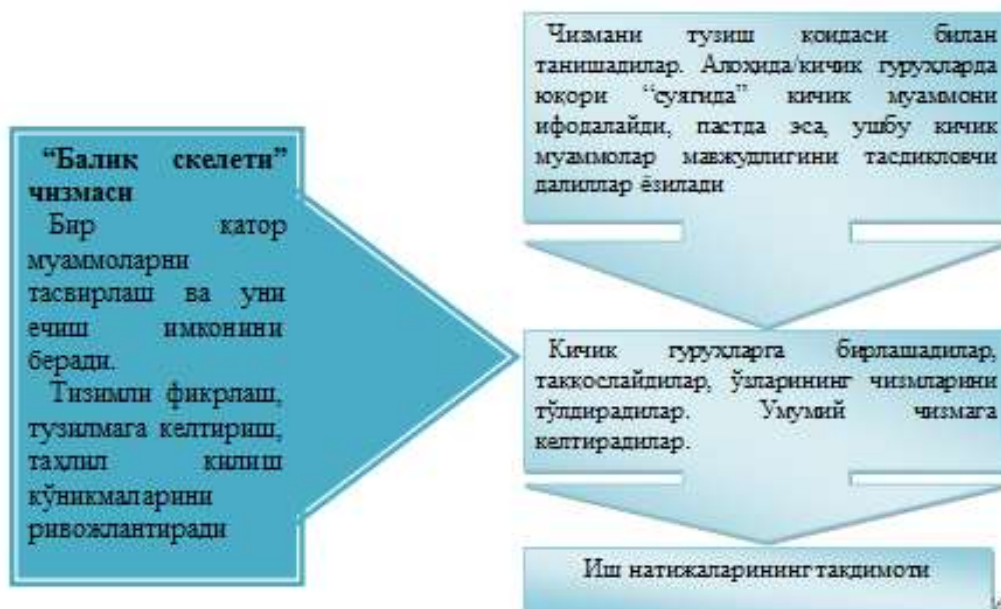 “Балиқ скелети”
чизмаси
Бир қатор
муаммоларни
тасвирлаш ва уни
ечиш имконини
беради.
Тизимли фикрлаш,
тузилмага келтириш,
таҳлил қилиш
кўникмаларини
ривожлантиради
Чизмани тузиш қоидаси билан
танишадилар. Алоҳида/кичик гуруҳларда
юқори “суягида” кичик муаммони
ифодалайди, пастда эса, ушбу кичик
муаммолар мавжудлигини тасдиқловчи
далиллар ёзилади
Кичик гуруҳларга бирлашадилар,
таққослайдилар, ўзларининг чизмларини
тўлдирадилар. Умумий чизмага
келтирадилар.
Иш натижаларининг тақдимоти